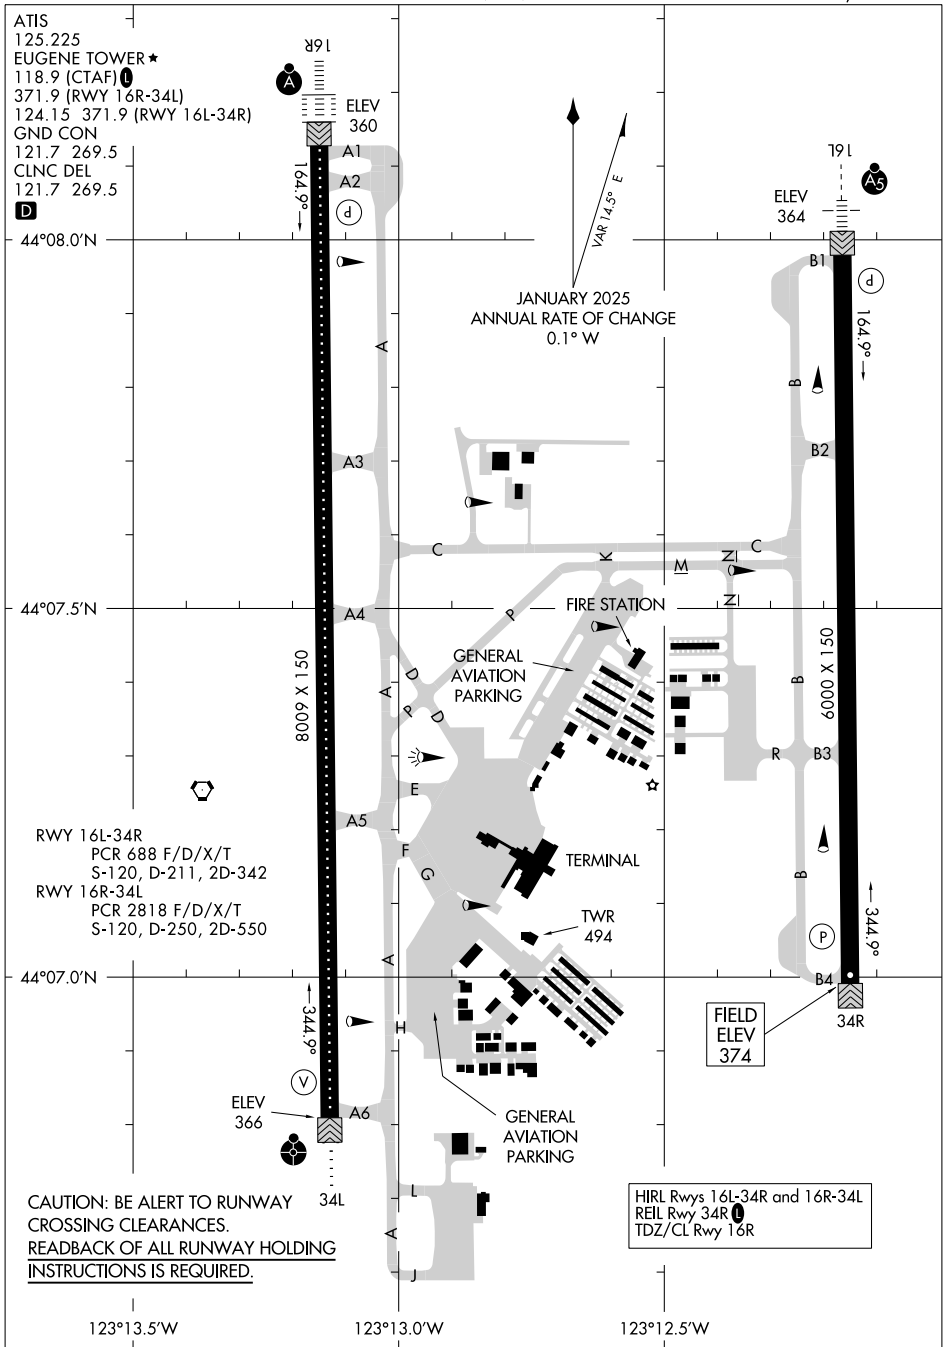 ATIS
125.225
EUGENE TOWER
118.9 (CTAF) L
371.9 (RWY 16R-34L)
124.15 371.9 (RWY 16L-34R)
GND CON
121.7 269.5
CLNC DEL
121.7 269.5
D
16R
A
ELEV
360
A1
A2
164.9°
P
VAR 14.5° E
JANUARY 2025
ANNUAL RATE OF CHANGE
0.1° W
16L
A5
ELEV
364
B1
P
164.9°
44°08.0'N
A
B
A3
B2
C
K
C
N
M
N
44°07.5'N
A4
P
FIRE STATION
GENERAL
AVIATION
PARKING
8009 X 150
6000 X 150
D
A
P
D
B
E
R
B3
A5
F
G
TERMINAL
B
RWY 16L-34R
PCR 688 F/D/X/T
S-120, D-211, 2D-342
RWY 16R-34L
PCR 2818 F/D/X/T
S-120, D-250, 2D-550
TWR
494
P
344.9°
44°07.0'N
A
B4
344.9°
H
FIELD
ELEV
374
34R
V
ELEV
366
A6
GENERAL
AVIATION
PARKING
34L
L
A
J
CAUTION: BE ALERT TO RUNWAY
CROSSING CLEARANCES.
READBACK OF ALL RUNWAY HOLDING
INSTRUCTIONS IS REQUIRED.
HIRL Rwys 16L-34R and 16R-34L
REIL Rwy 34R L
TDZ/CL Rwy 16R
123°13.5'W
123°13.0'W
123°12.5'W